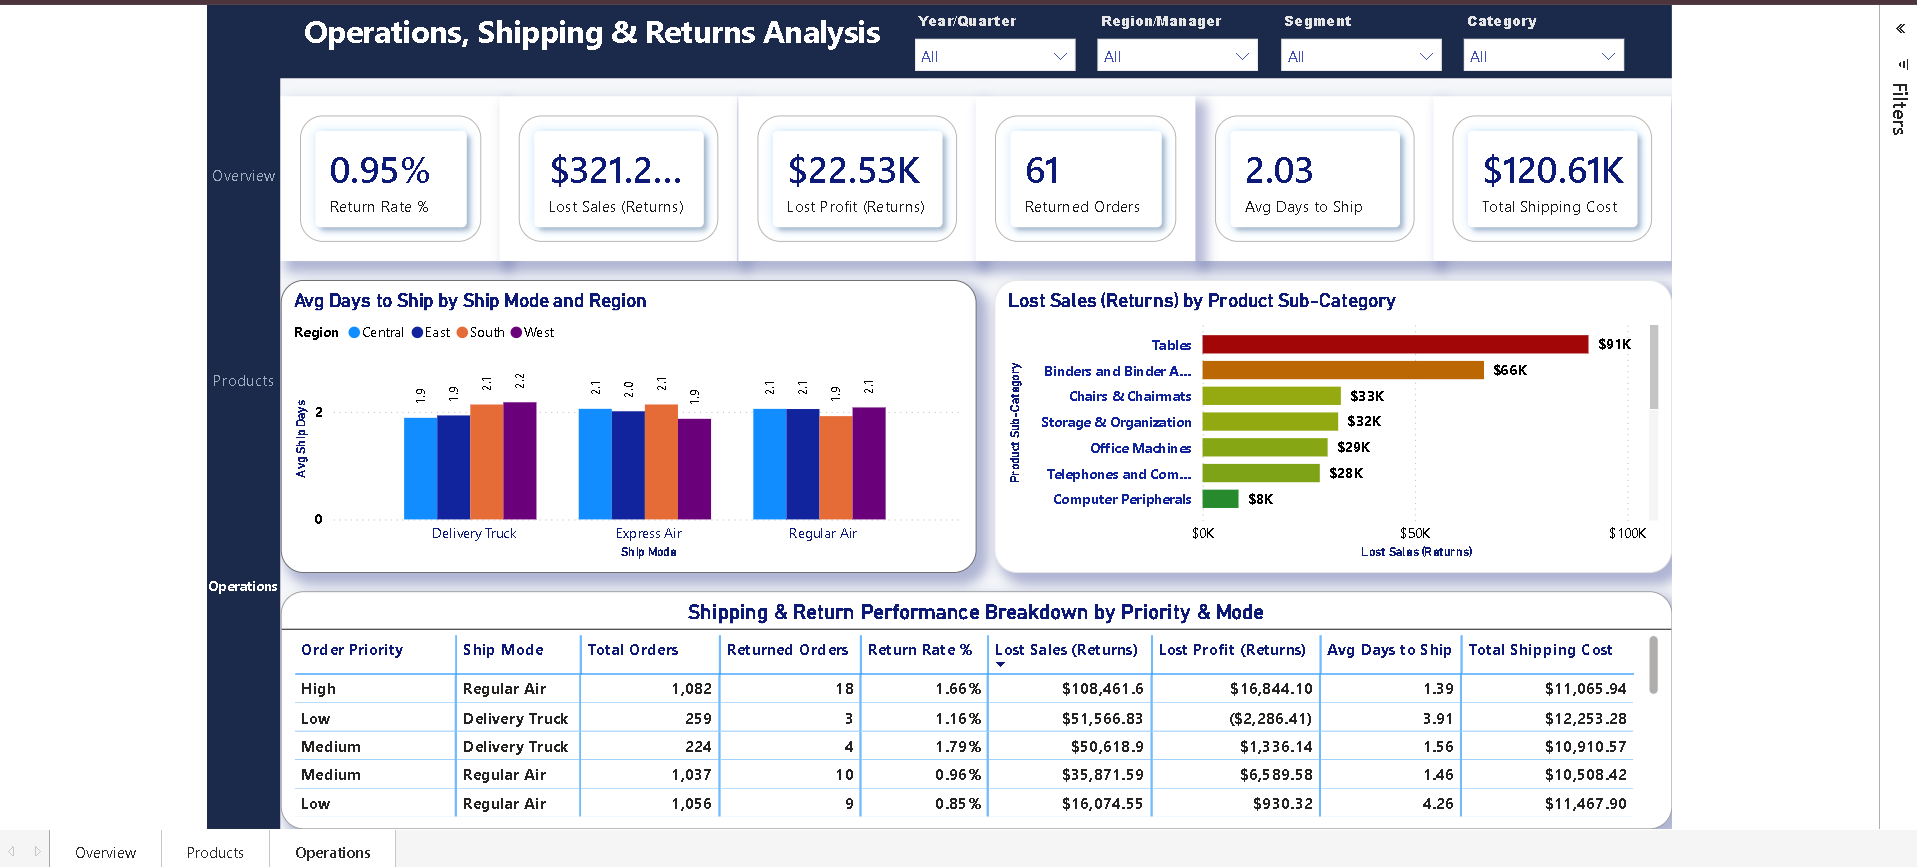 Operations, Shipping & Returns Analysis
Year/Quarter Region/Manager Segment Category
All All All All
« Filters
Overview
Products
Operations
0.95% $321.2... $22.53K 61 2.03 $120.61K
Return Rate % Lost Sales (Returns) Lost Profit (Returns) Returned Orders Avg Days to Ship Total Shipping Cost
Avg Days to Ship by Ship Mode and Region
Region Central East South West
Avg Ship Days
2
0
1.9 1.9 2.1 2.2 2.1 2.0 2.1 1.9 2.1 2.1 1.9 2.1
Delivery Truck Express Air Regular Air
Ship Mode
Lost Sales (Returns) by Product Sub-Category
Product Sub-Category
Tables $91K
Binders and Binder A... $66K
Chairs & Chairmats $33K
Storage & Organization $32K
Office Machines $29K
Telephones and Com... $28K
Computer Peripherals $8K
$0K $50K $100K
Lost Sales (Returns)
Shipping & Return Performance Breakdown by Priority & Mode
Order Priority Ship Mode Total Orders Returned Orders Return Rate % Lost Sales (Returns) Lost Profit (Returns) Avg Days to Ship Total Shipping Cost
High Regular Air 1,082 18 1.66% $108,461.6 $16,844.10 1.39 $11,065.94
Low Delivery Truck 259 3 1.16% $51,566.83 ($2,286.41) 3.91 $12,253.28
Medium Delivery Truck 224 4 1.79% $50,618.9 $1,336.14 1.56 $10,910.57
Medium Regular Air 1,037 10 0.96% $35,871.59 $6,589.58 1.46 $10,508.42
Low Regular Air 1,056 9 0.85% $16,074.55 $930.32 4.26 $11,467.90
Overview Products Operations